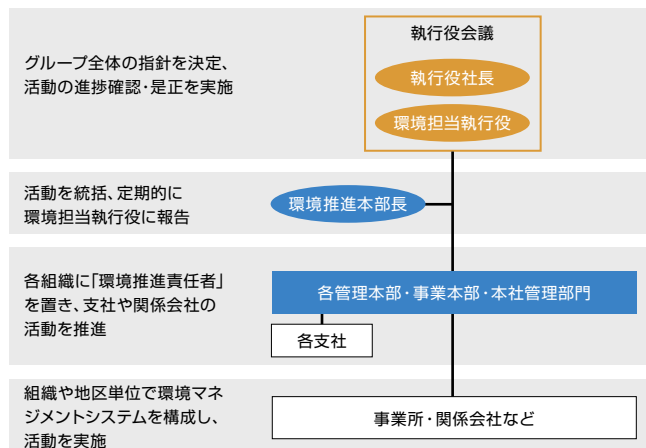 グループ全体の指針を決定、
活動の進捗確認・是正を実施
執行役会議
執行役社長
環境担当執行役
活動を統括、定期的に
環境担当執行役に報告
環境推進本部長
各組織に「環境推進責任者」
を置き、支社や関係会社の
活動を推進
各管理本部・事業本部・本社管理部門
各支社
組織や地区単位で環境マネ
ジメントシステムを構成し、
活動を実施
事業所・関係会社など